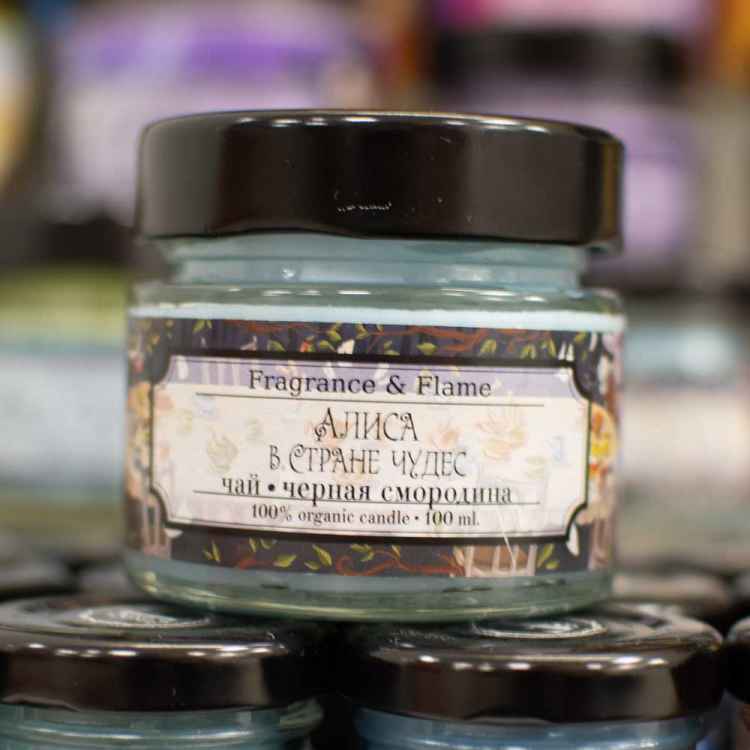 Fragrance & Flame
Алиса
в Стране чудес
чай • черная смородина
100% organic candle • 100 ml.